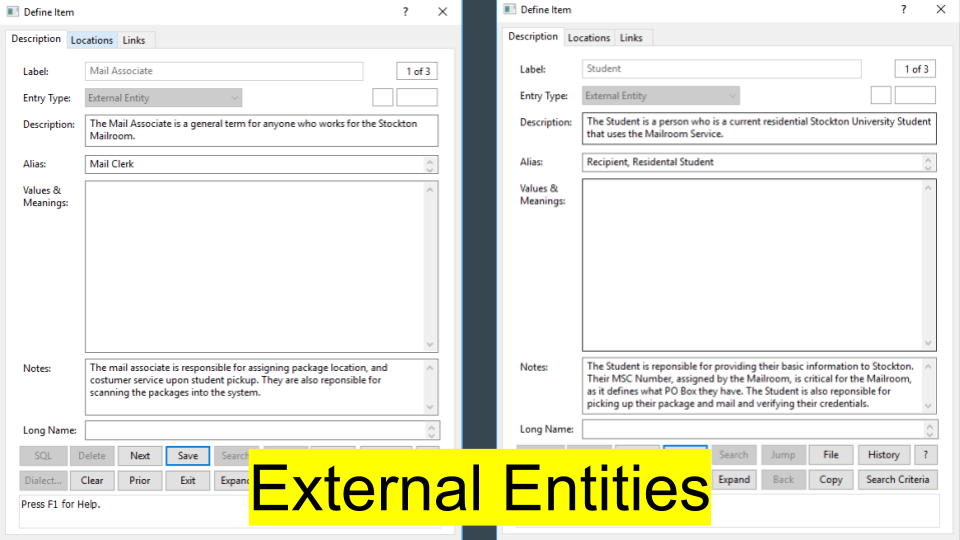 Define Item
?
Description Locations Links
Label: Mail Associate 1 of 3
Entry Type: External Entity
Description: The Mail Associate is a general term for anyone who works for the Stockton
Mailroom.
Alias: Mail Clerk
Values &
Meanings:
Notes: The mail associate is responsible for assigning package location, and
costumer service upon student pickup. They are also reponsible for
scanning the packages into the system.
Long Name:
SQL Delete Next Save Search
Dialect... Clear Prior Exit Expand
Press F1 for Help.
Define Item
?
Description Locations Links
Label: Student 1 of 3
Entry Type: External Entity
Description: The Student is a person who is a current residential Stockton University Student
that uses the Mailroom Service.
Alias: Recipient, Residental Student
Values &
Meanings:
Notes: The Student is reponsible for providing their basic information to Stockton.
Their MSC Number, assigned by the Mailroom, is critical for the Mailroom,
as it defines what PO Box they have. The Student is also reponsible for
picking up their package and mail and verifying their credentials.
Long Name:
Search Jump File History ?
Expand Back Copy Search Criteria
External Entities